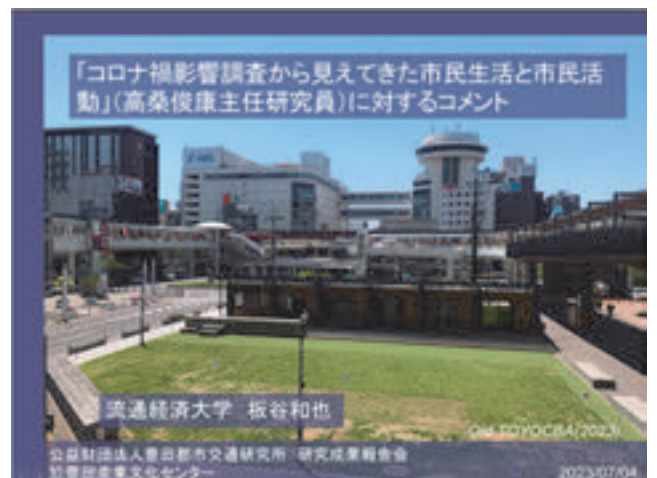 「コロナ禍影響調査から見えてきた市民生活と市民活
動」(高桑俊康主任研究員)に対するコメント
流通経済大学 板谷和也
Old TOYOCBA(2023)
公益財団法人豊田都市交通研究所 研究成果報告会
豊田産業文化センター
2023/07/04